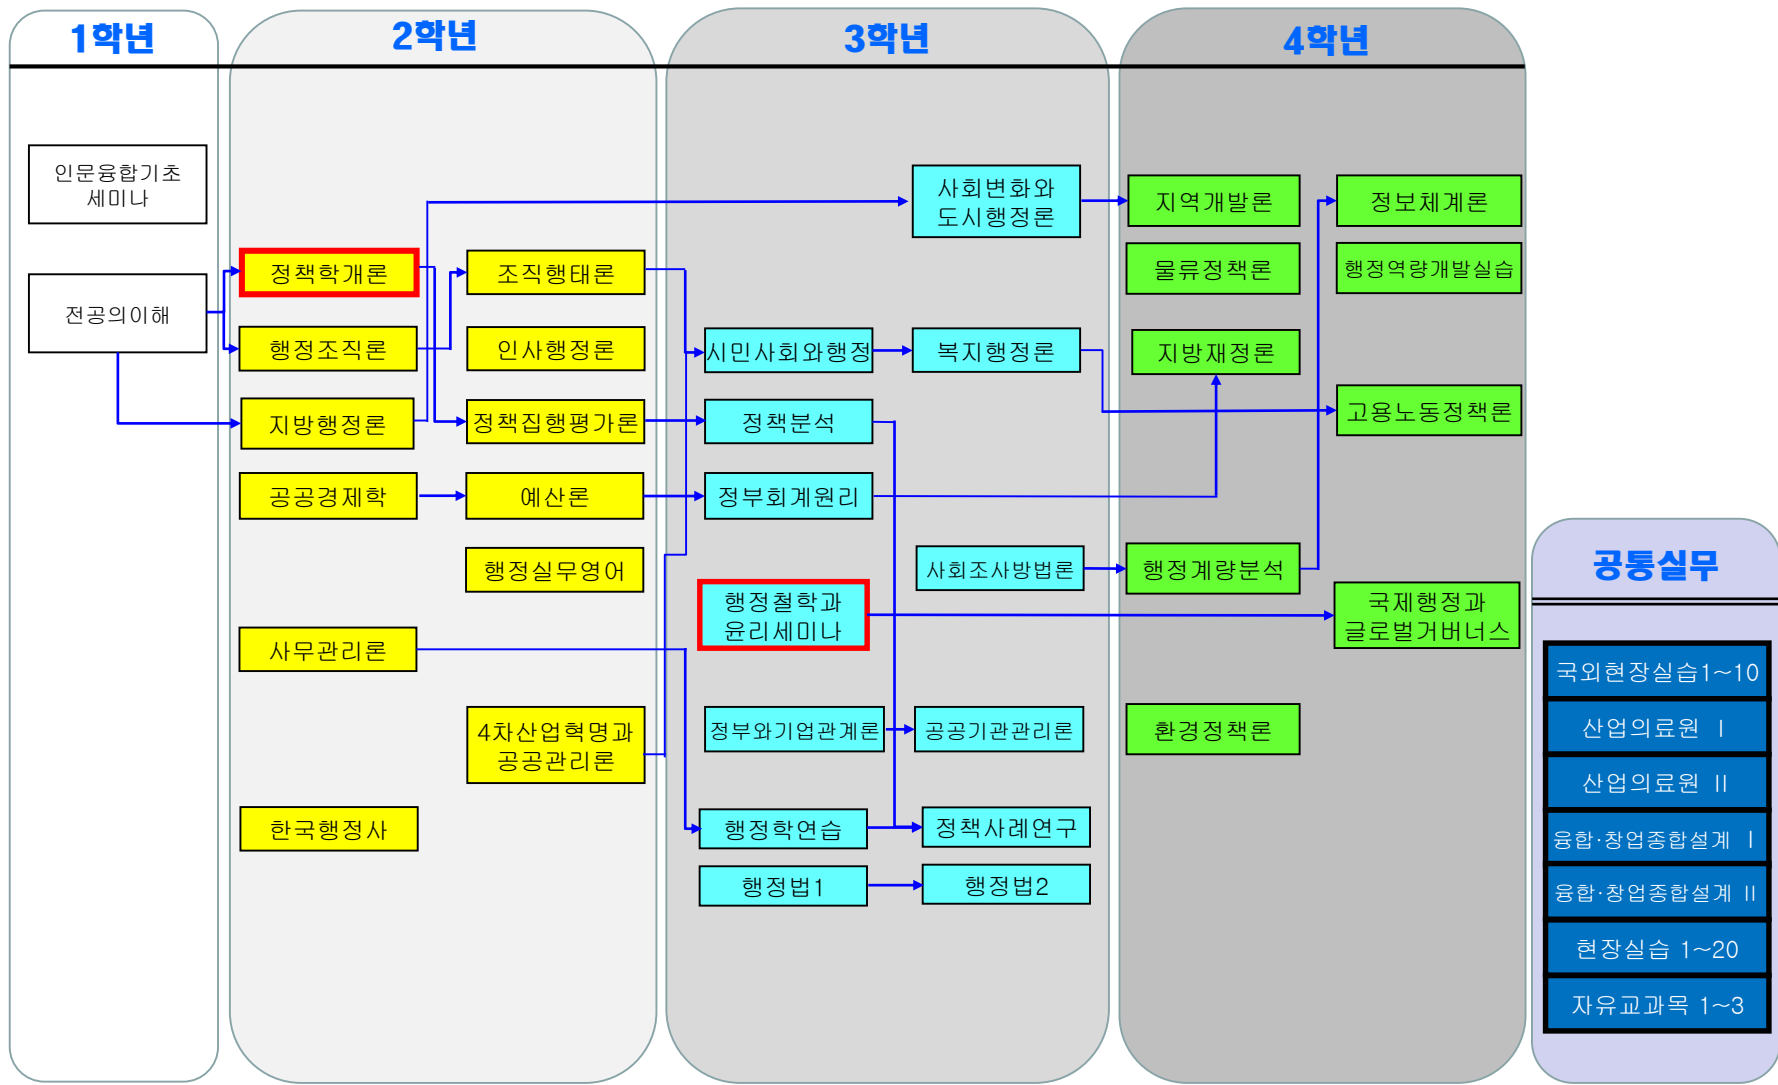 1학년
2학년
3학년
4학년
인문융합기초
세미나
전공의이해
정책학개론
행정조직론
지방행정론
공공경제학
사무관리론
한국행정사
조직행태론
인사행정론
정책집행평가론
예산론
행정실무영어
4차산업혁명과
공공관리론
시민사회와행정
정책분석
정부회계원리
행정철학과
윤리세미나
정부와기업관계론
행정학연습
행정법1
사회변화와
도시행정론
복지행정론
사회조사방법론
공공기관관리론
정책사례연구
행정법2
지역개발론
물류정책론
지방재정론
행정계량분석
환경정책론
정보체계론
행정역량개발실습
고용노동정책론
국제행정과
글로벌거버너스
공통실무
국외현장실습1~10
산업의료원 Ⅰ
산업의료원 Ⅱ
융합·창업종합설계 Ⅰ
융합·창업종합설계 Ⅱ
현장실습 1~20
자유교과목 1~3